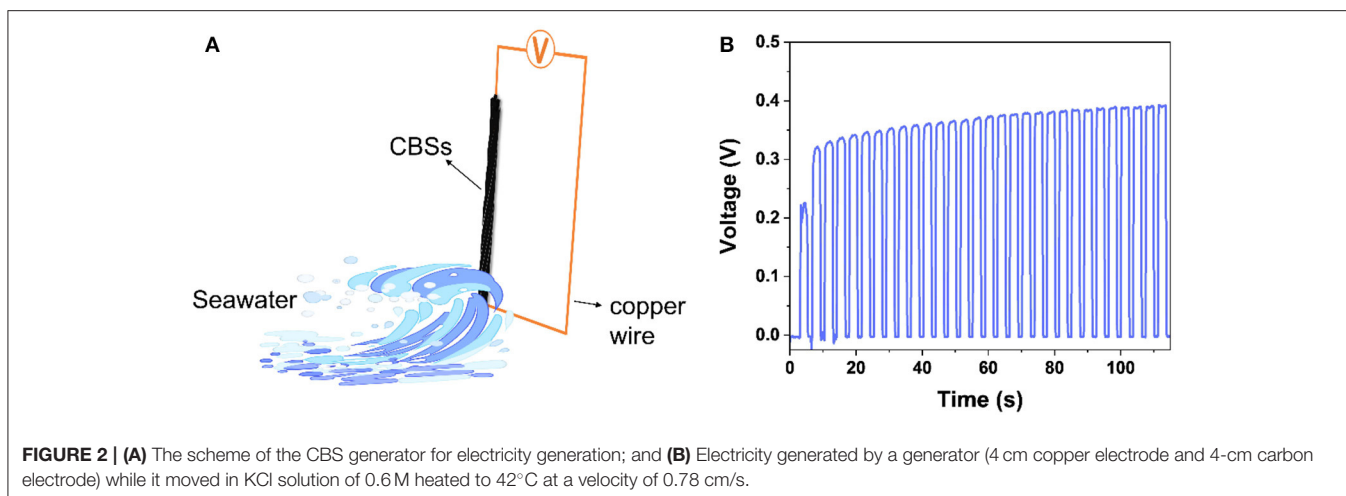 A
V
CBSs
Seawater
copper
wire
B
0.5
0.4
0.3
0.2
0.1
0.0
Voltage (V)
0 20 40 60 80 100
Time (s)
FIGURE 2 | (A) The scheme of the CBS generator for electricity generation; and (B) Electricity generated by a generator (4 cm copper electrode and 4-cm carbon
electrode) while it moved in KCl solution of 0.6 M heated to 42°C at a velocity of 0.78 cm/s.